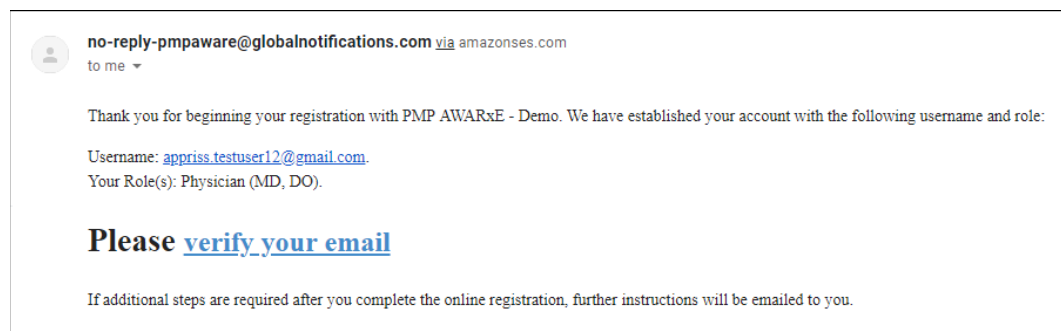 no-reply-pmpaware@globalnotifications.com via amazonses.com
to me
Thank you for beginning your registration with PMP AWARxE - Demo. We have established your account with the following username and role:
Username: appriss.testuser12@gmail.com.
Your Role(s): Physician (MD, DO).
Please verify your email
If additional steps are required after you complete the online registration, further instructions will be emailed to you.